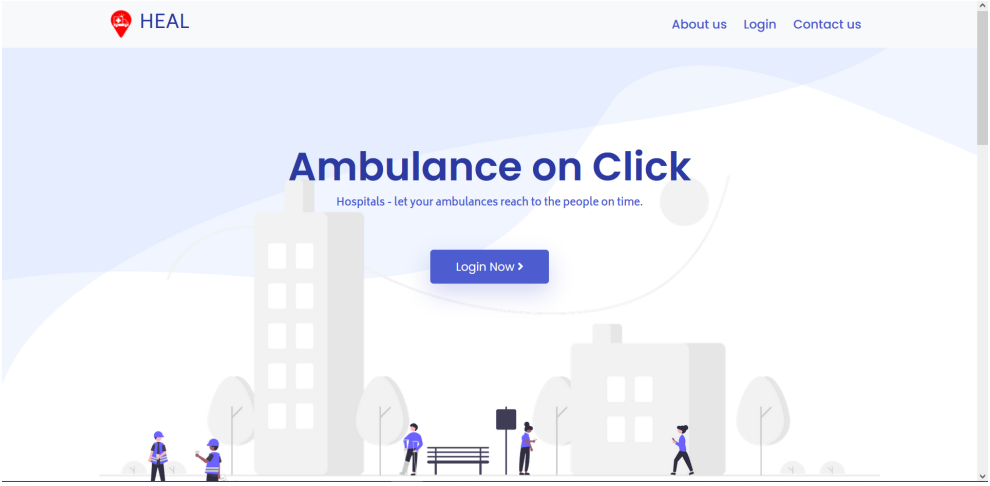 HEAL
About us Login Contact us
Ambulance on Click
Hospitals - let your ambulances reach to the people on time.
Login Now